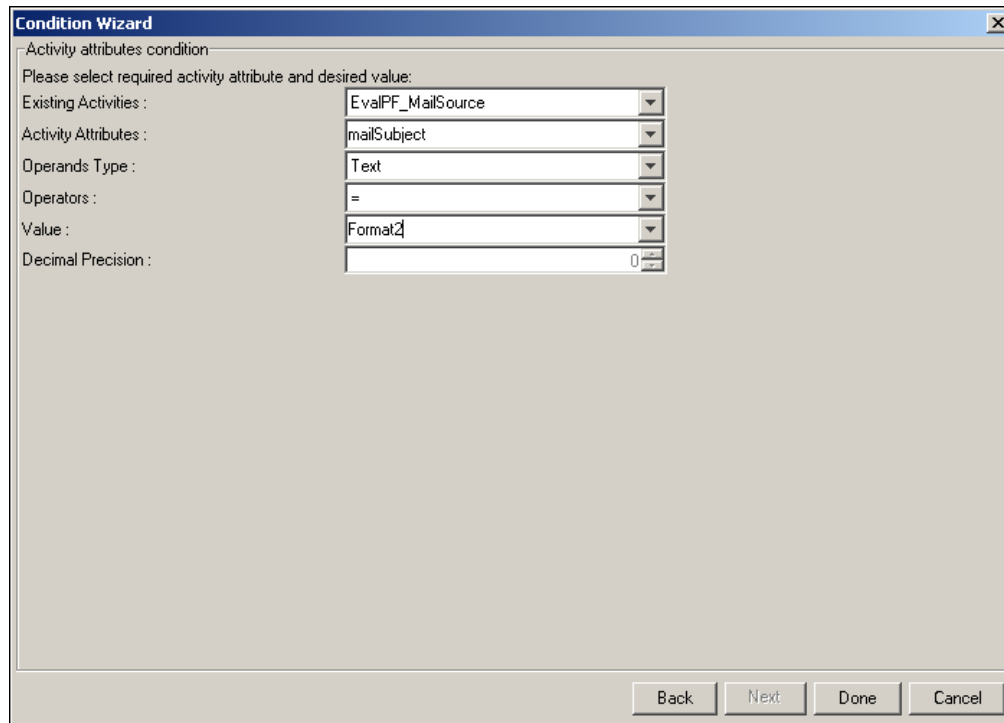 Condition Wizard
Activity attributes condition
Please select required activity attribute and desired value:
Existing Activities : EvalPF_MailSource
Activity Attributes : mailSubject
Operands Type : Text
Operators : =
Value : Format2
Decimal Precision : 0
Back Next Done Cancel